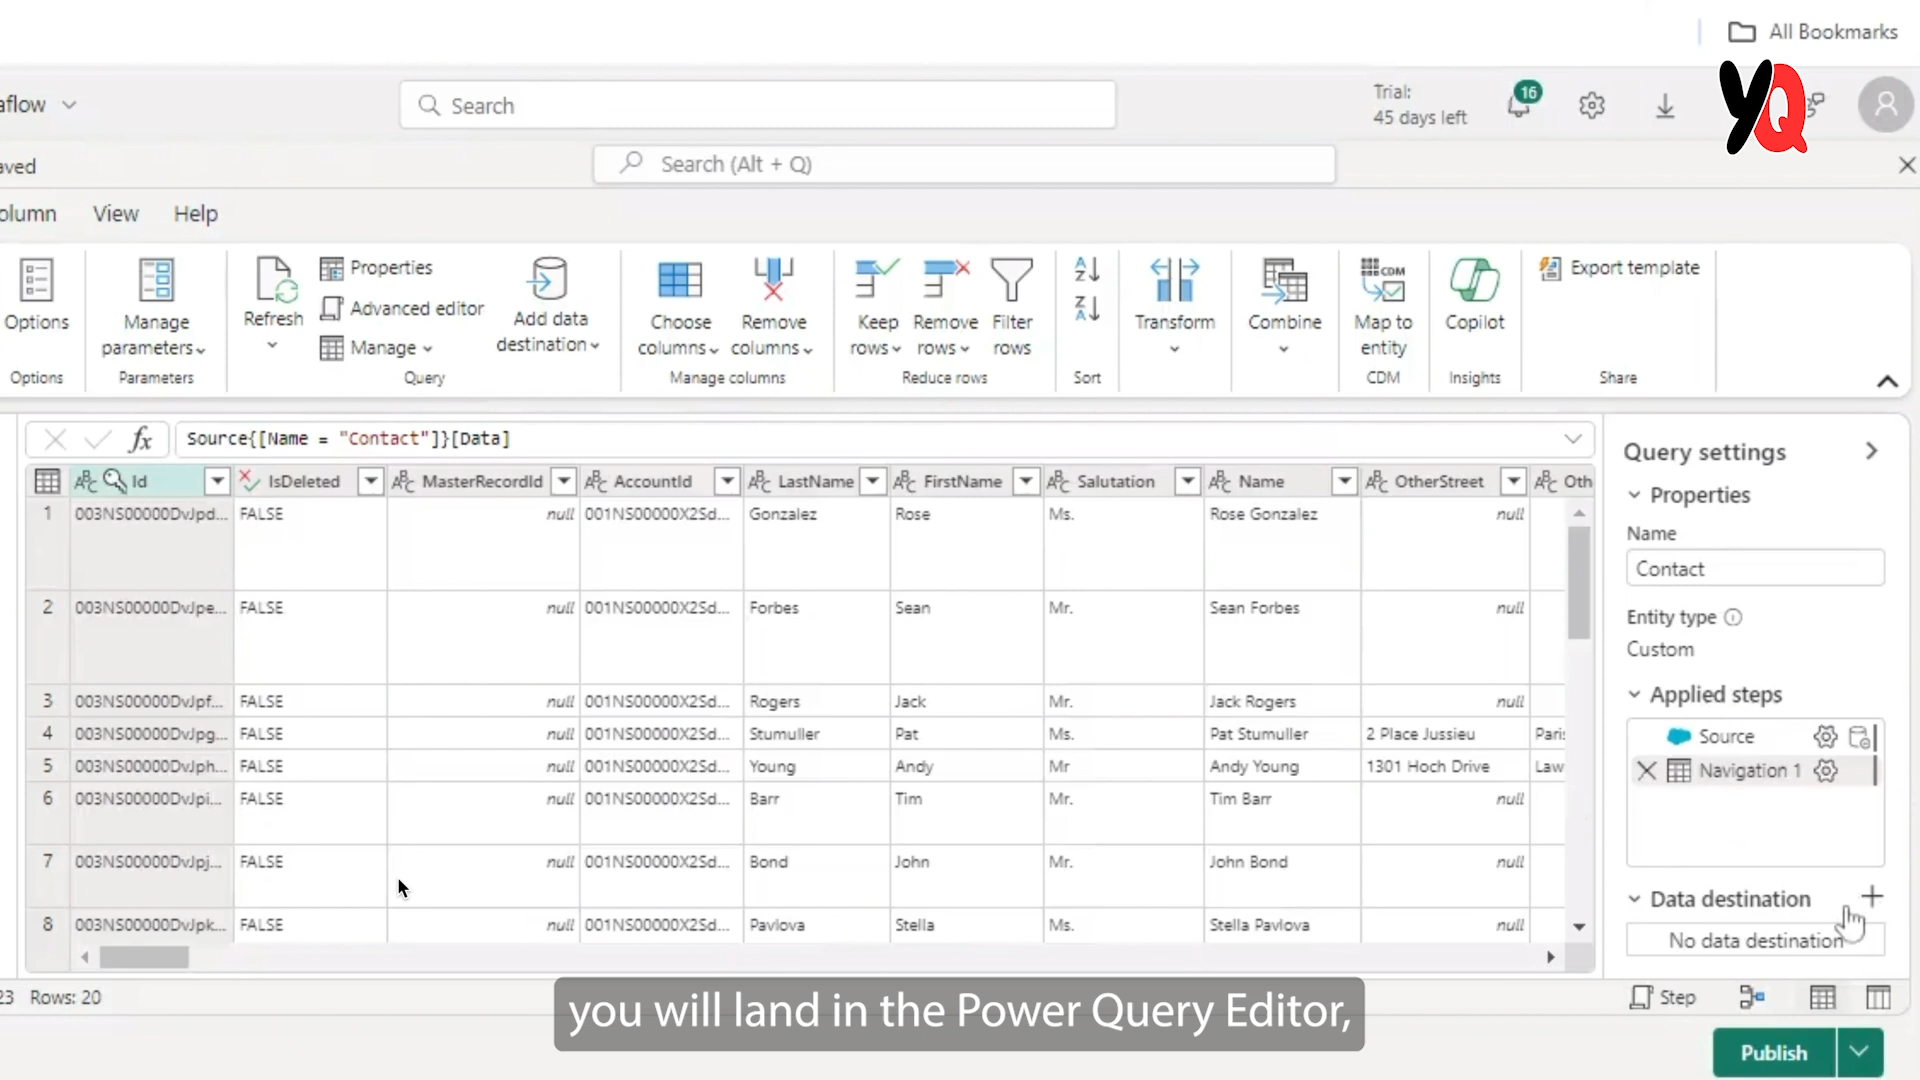 All Bookmarks
aflow
Search
Trial:
45 days left
16
YQ
aved
Search (Alt + Q)
olumn View Help
Options
Options
Manage parameters
Parameters
Refresh
Properties
Advanced editor
Manage
Add data destination
Query
Choose columns
Remove columns
Manage columns
Keep rows
Remove rows
Filter rows
Reduce rows
Sort
Transform
Combine
Map to entity
CDM
CDM
Copilot
Insights
Export template
Share
fx Source{[Name = "Contact"]}[Data]
Id IsDeleted MasterRecordId AccountId LastName FirstName Salutation Name OtherStreet Oth
1 003NS00000DvJpd... FALSE null 001NS00000X2Sd... Gonzalez Rose Ms. Rose Gonzalez null
2 003NS00000DvJpe... FALSE null 001NS00000X2Sd... Forbes Sean Mr. Sean Forbes null
3 003NS00000DvJpf... FALSE null 001NS00000X2Sd... Rogers Jack Mr. Jack Rogers null
4 003NS00000DvJpg... FALSE null 001NS00000X2Sd... Stumuller Pat Ms. Pat Stumuller 2 Place Jussieu Paris
5 003NS00000DvJph... FALSE null 001NS00000X2Sd... Young Andy Mr Andy Young 1301 Hoch Drive Law
6 003NS00000DvJpi... FALSE null 001NS00000X2Sd... Barr Tim Mr. Tim Barr null
7 003NS00000DvJpj... FALSE null 001NS00000X2Sd... Bond John Mr. John Bond null
8 003NS00000DvJpk... FALSE null 001NS00000X2Sd... Pavlova Stella Ms. Stella Pavlova null
Query settings
Properties
Name
Contact
Entity type
Custom
Applied steps
Source
Navigation 1
Data destination
No data destination
23 Rows: 20
Step
you will land in the Power Query Editor,
Publish